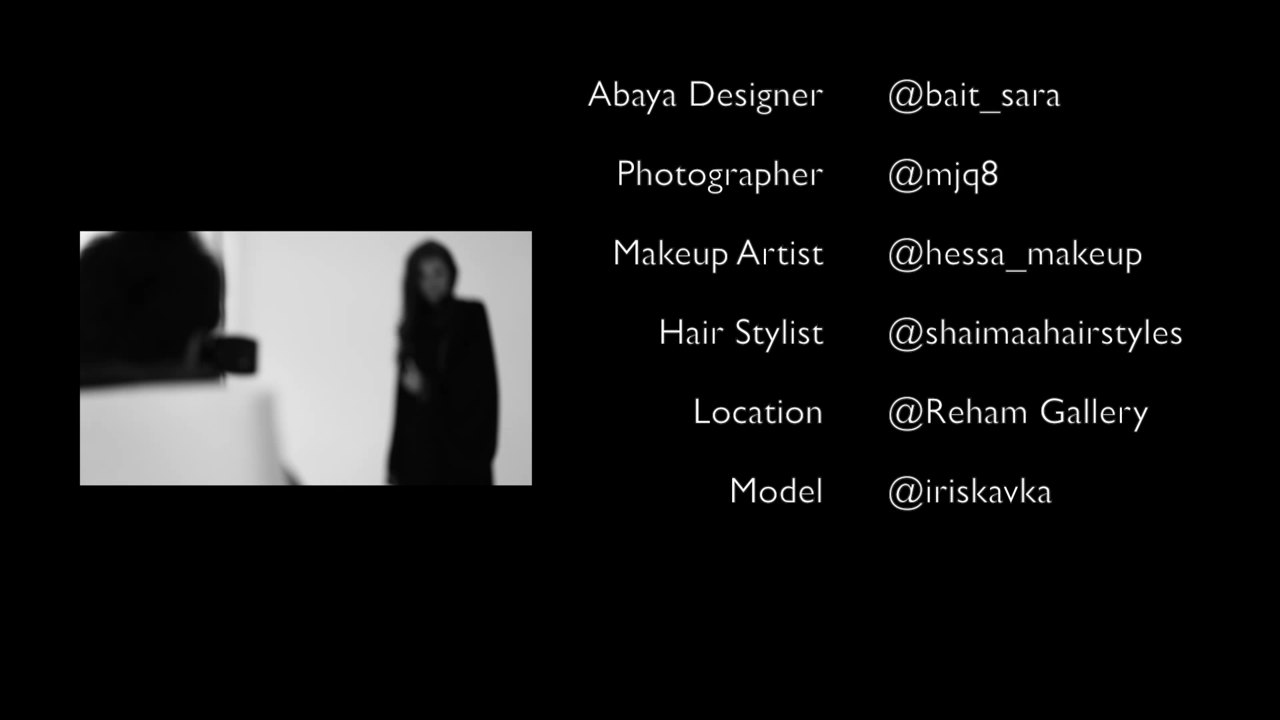 Abaya Designer @bait_sara
Photographer @mjq8
Makeup Artist @hessa_makeup
Hair Stylist @shaimaahairstyles
Location @Reham Gallery
Model @iriskavka